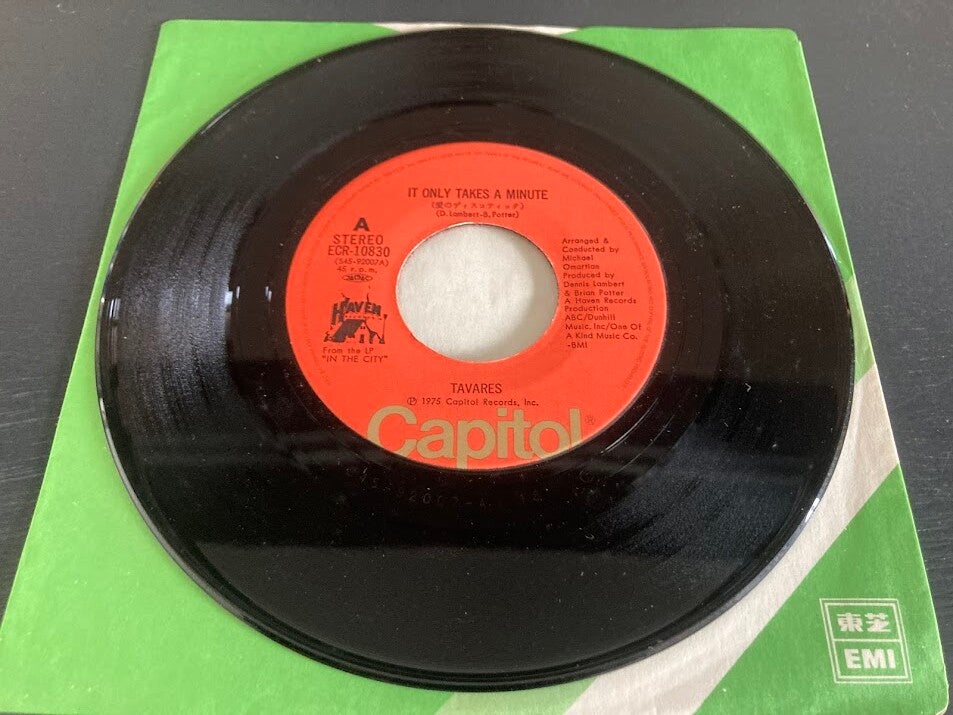 IT ONLY TAKES A MINUTE
(愛のディスコティック)
(D. Lambert-B. Potter)
A
STEREO
ECR-10830
(S45-92007A)
45 r.p.m.
HAVEN
RECORDS
From the LP
"IN THE CITY"
Arranged &
Conducted by
Michael
Omartian
Produced by
Dennis Lambert
& Brian Potter
A Haven Records
Production
ABC/Dunhill
Music, Inc/One Of
A Kind Music Co.
-BMI
TAVARES
Ⓟ 1975 Capitol Records, Inc.
Capitol®
東芝
EMI